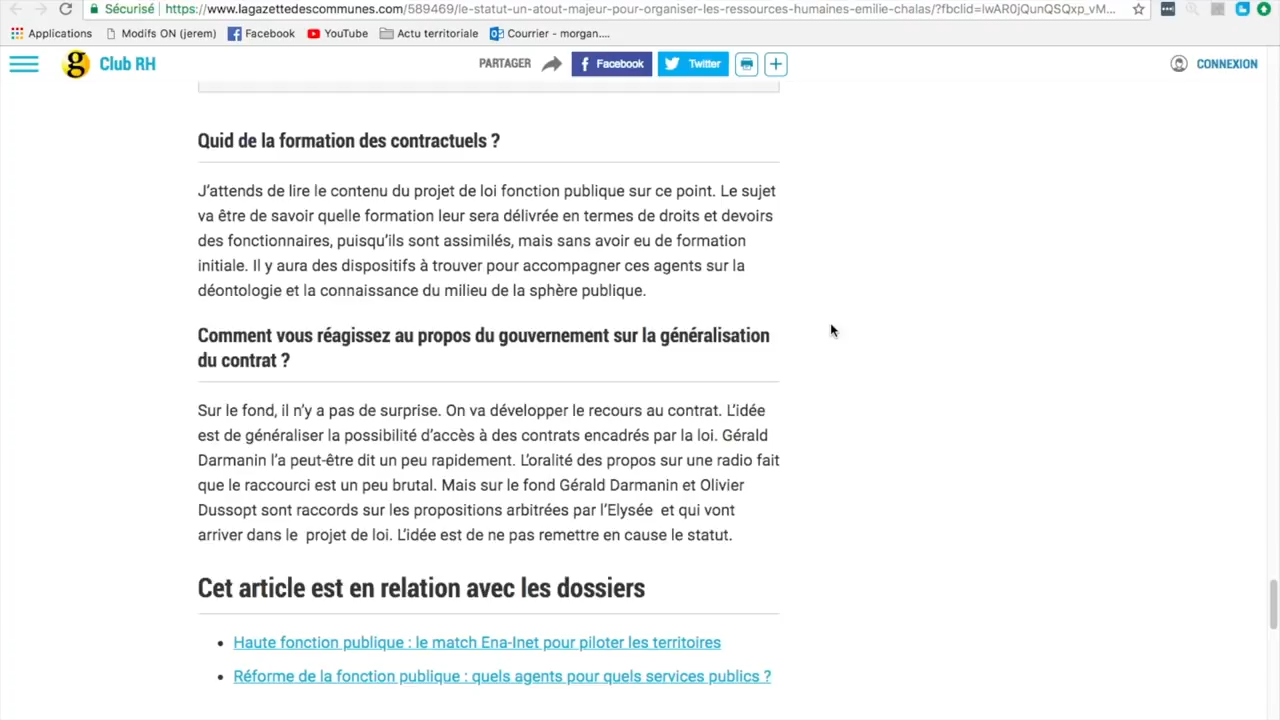 Sécurisé https://www.lagazettedescommunes.com/589469/le-statut-un-atout-majeur-pour-organiser-les-ressources-humaines-emilie-chalas/?fbclid=IwAR0jQunQSQxp_vM...
Applications Modifs ON (jerem) Facebook YouTube Actu territoriale Courrier - morgan....
g Club RH PARTAGER Facebook Twitter CONNEXION
Quid de la formation des contractuels ?
J'attends de lire le contenu du projet de loi fonction publique sur ce point. Le sujet
va être de savoir quelle formation leur sera délivrée en termes de droits et devoirs
des fonctionnaires, puisqu'ils sont assimilés, mais sans avoir eu de formation
initiale. Il y aura des dispositifs à trouver pour accompagner ces agents sur la
déontologie et la connaissance du milieu de la sphère publique.
Comment vous réagissez au propos du gouvernement sur la généralisation
du contrat ?
Sur le fond, il n'y a pas de surprise. On va développer le recours au contrat. L'idée
est de généraliser la possibilité d'accès à des contrats encadrés par la loi. Gérald
Darmanin l'a peut-être dit un peu rapidement. L'oralité des propos sur une radio fait
que le raccourci est un peu brutal. Mais sur le fond Gérald Darmanin et Olivier
Dussopt sont raccords sur les propositions arbitrées par l'Elysée et qui vont
arriver dans le projet de loi. L'idée est de ne pas remettre en cause le statut.
Cet article est en relation avec les dossiers
• Haute fonction publique : le match Ena-Inet pour piloter les territoires
• Réforme de la fonction publique : quels agents pour quels services publics ?